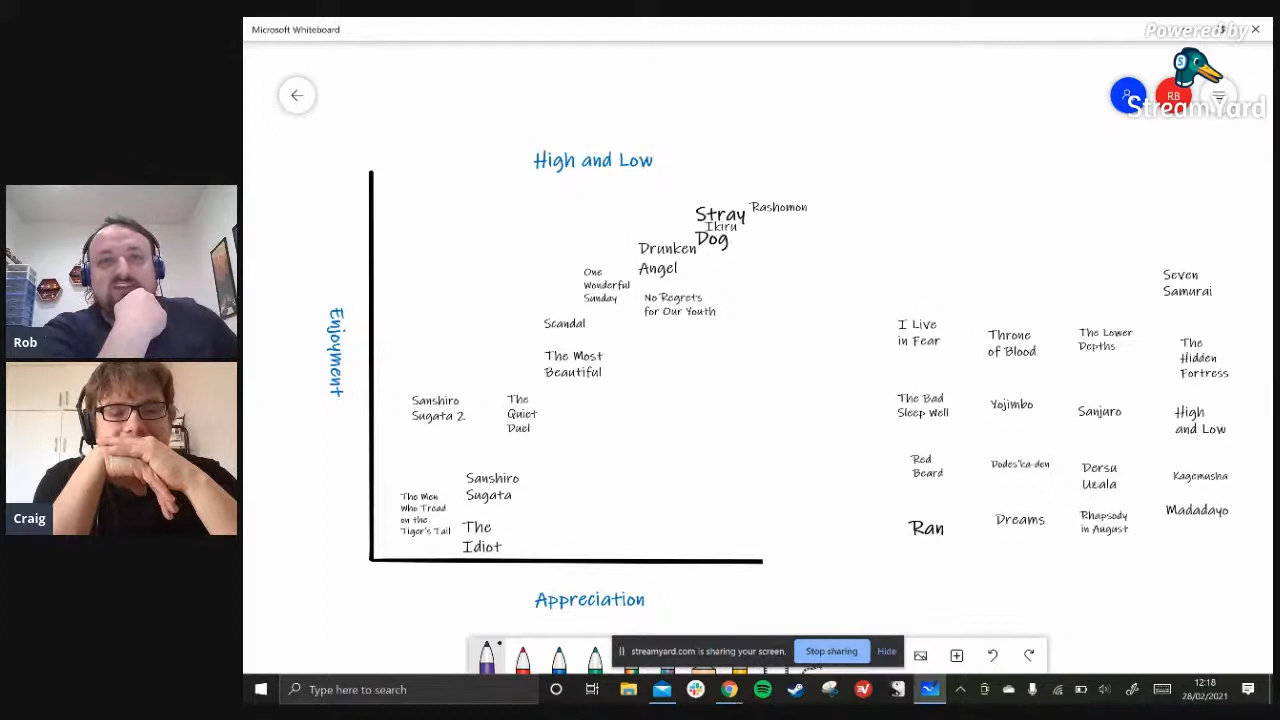 Microsoft Whiteboard
Powered by
StreamYard
RB
High and Low
Enjoyment
Appreciation
Stray
Dog
Ikiru
Rashomon
Drunken
Angel
One
Wonderful
Sunday
No Regrets
for Our Youth
Scandal
The Most
Beautiful
Sanshiro
Sugata 2
The
Quiet
Duel
Sanshiro
Sugata
The Men
Who Tread
on the
Tiger's Tail
The
Idiot
Seven
Samurai
I Live
in Fear
Throne
of Blood
The Lower
Depths
The
Hidden
Fortress
The Bad
Sleep Well
Yojimbo
Sanjuro
High
and Low
Red
Beard
Dodes'ka-den
Dersu
Uzala
Kagemusha
Ran
Dreams
Rhapsody
in August
Madadayo
Rob
Craig
streamyard.com is sharing your screen.
Stop sharing
Hide
Type here to search
12:18
28/02/2021